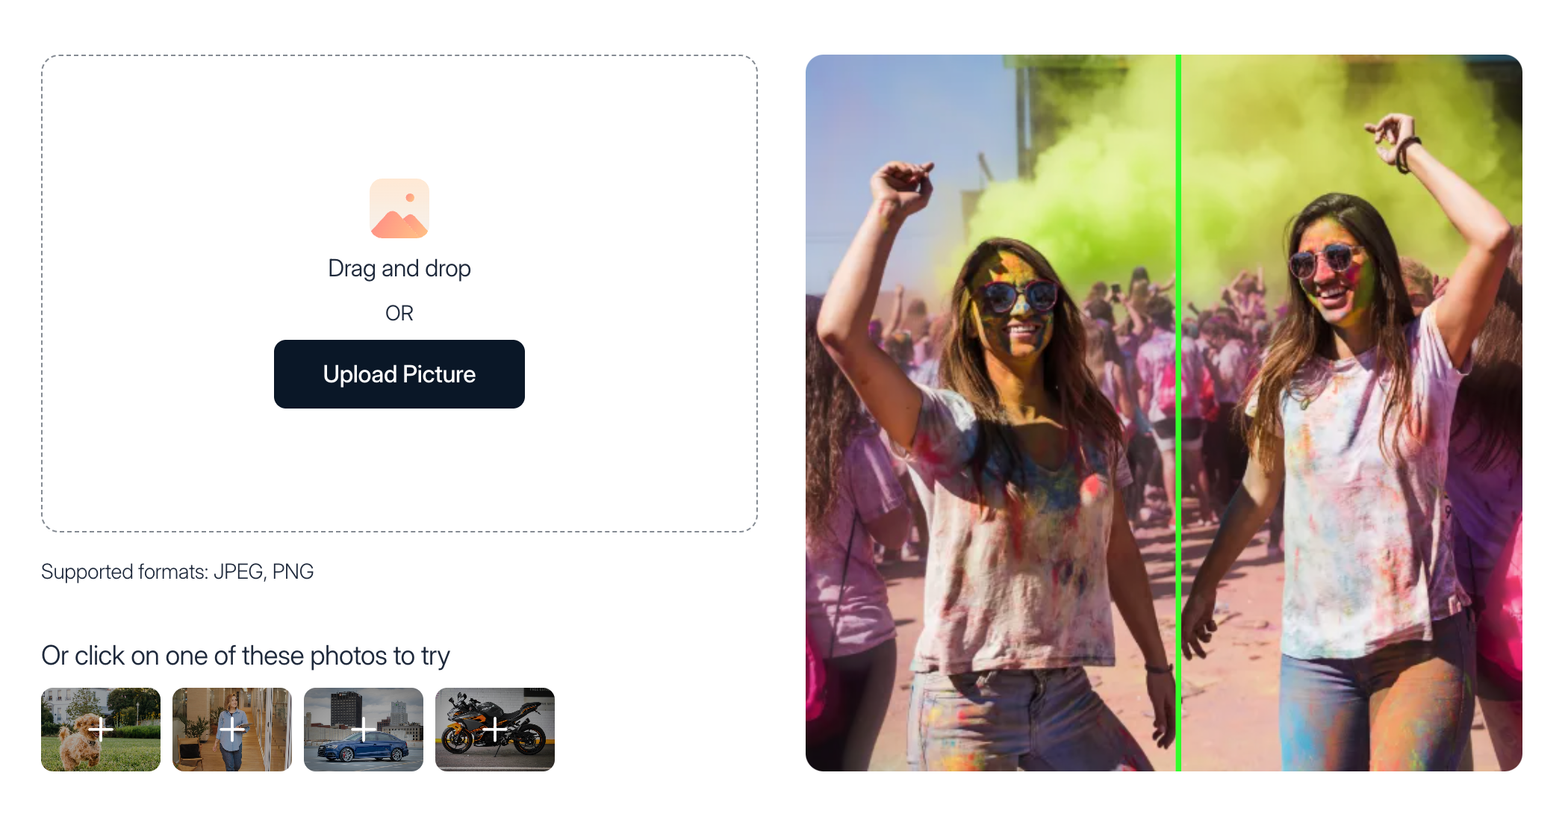 Drag and drop
OR
Upload Picture
Supported formats: JPEG, PNG
Or click on one of these photos to try